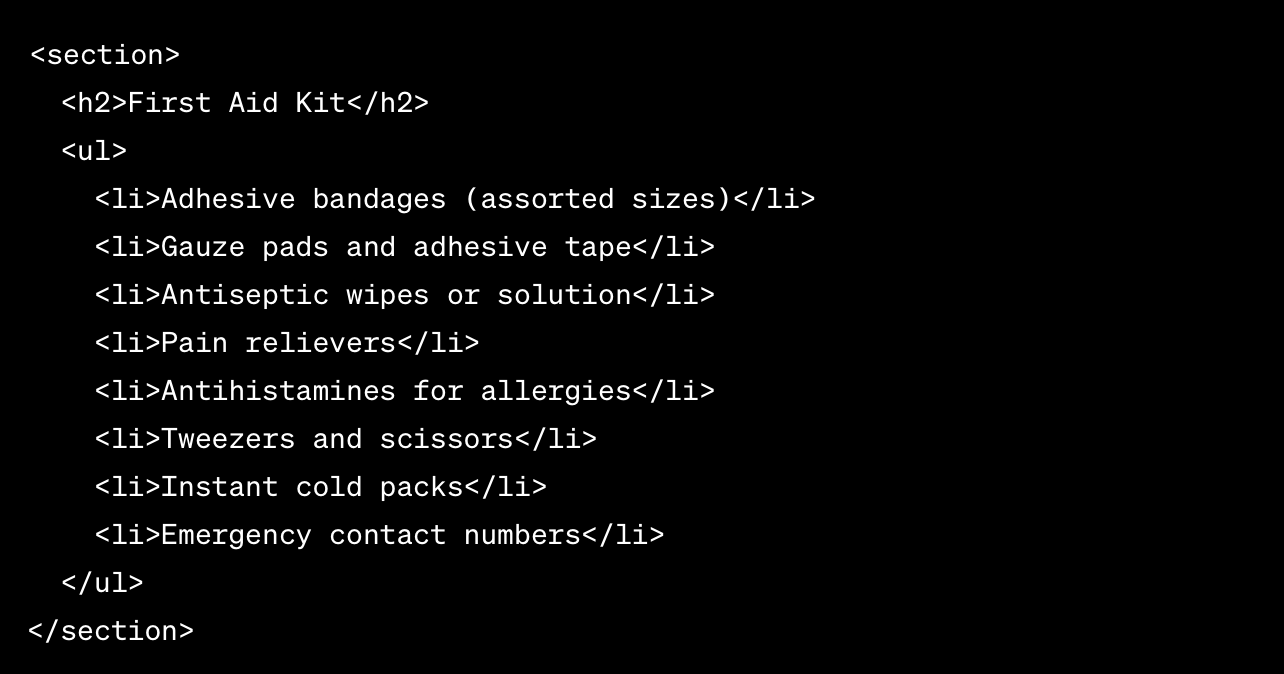 <section>
  <h2>First Aid Kit</h2>
  <ul>
    <li>Adhesive bandages (assorted sizes)</li>
    <li>Gauze pads and adhesive tape</li>
    <li>Antiseptic wipes or solution</li>
    <li>Pain relievers</li>
    <li>Antihistamines for allergies</li>
    <li>Tweezers and scissors</li>
    <li>Instant cold packs</li>
    <li>Emergency contact numbers</li>
  </ul>
</section>